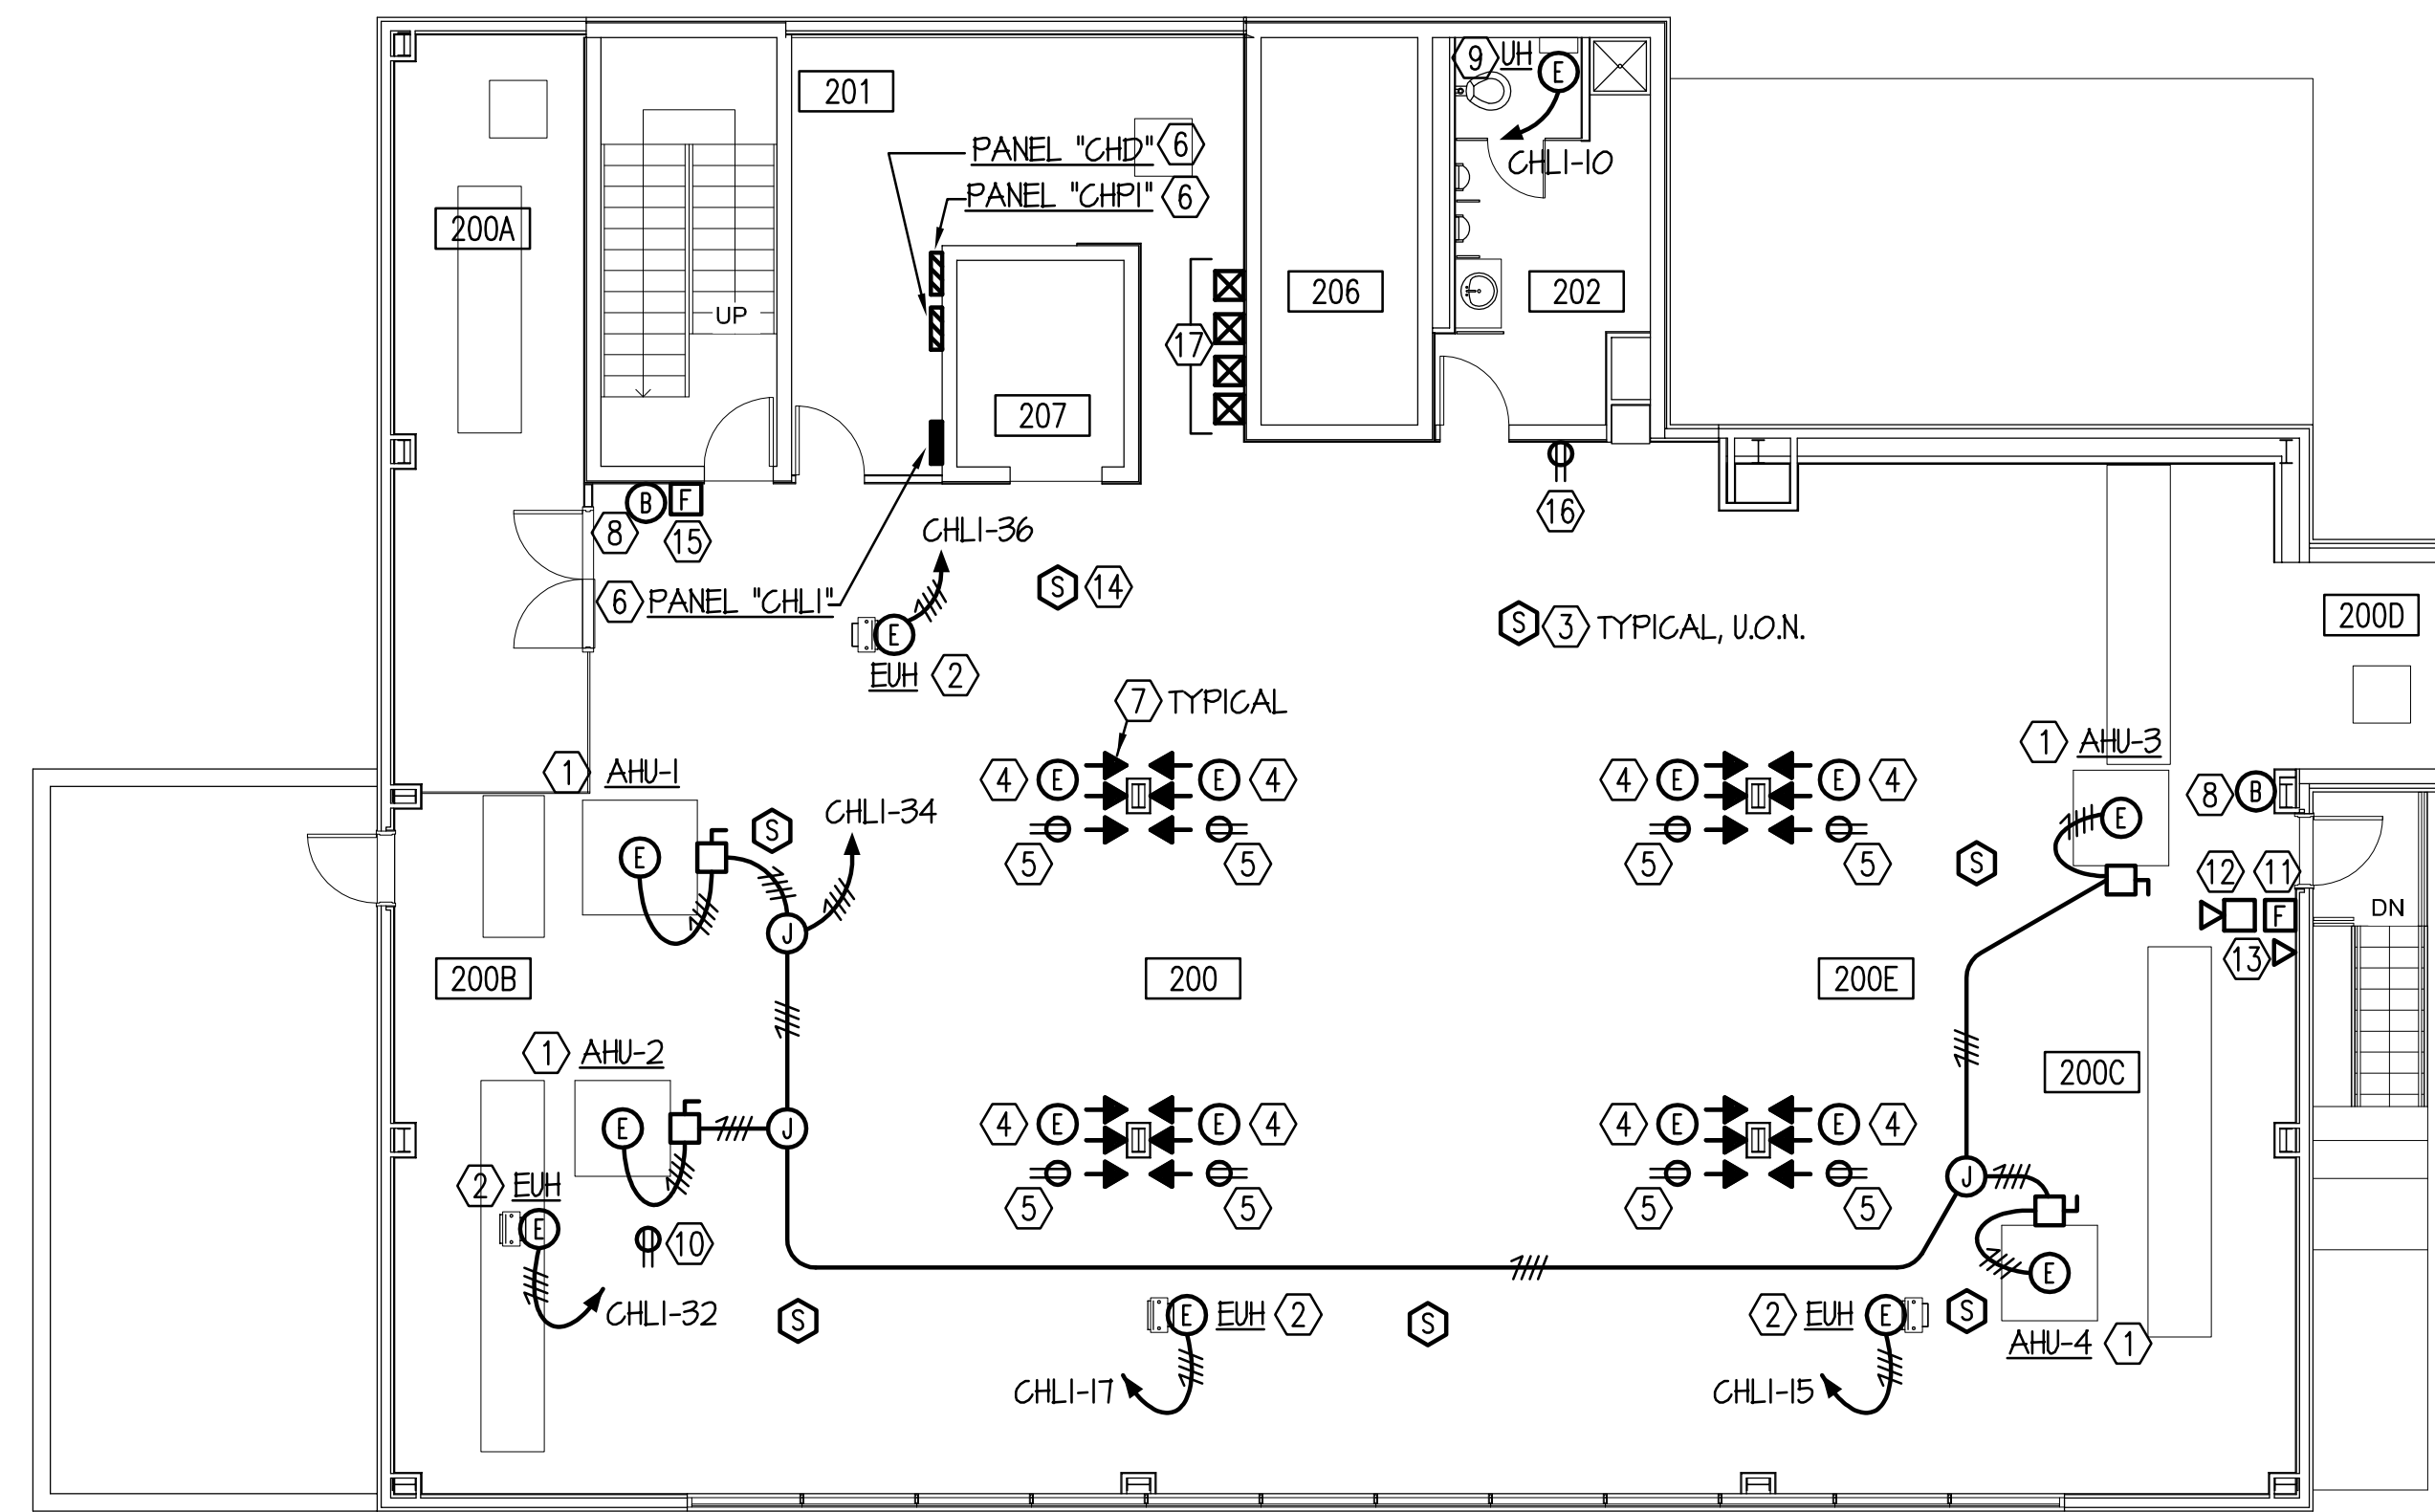 9 UH E
201
PANEL "CHD" 6
CHL1-10
PANEL "CHP1" 6
200A
206
202
UP
17
207
B F
16
8 15
CHL1-36
S 14
6 PANEL "CHL1"
200D
S 3 TYPICAL, U.O.N.
E
EUH 2
7 TYPICAL
1 AHU-3
1 AHU-1
4 E E 4
4 E E 4
8 B
CHL1-34
S
E
E
5 5
5 5
S
12 11
DN
F
J
13
200B
200
200E
1 AHU-2
200C
E
J
4 E E 4
4 E E 4
2 EUH
J
5 5
5 5
E
10
E
CHL1-32
S
E EUH 2
S
2 EUH E
S
AHU-4 1
CHL1-17
CHL1-15